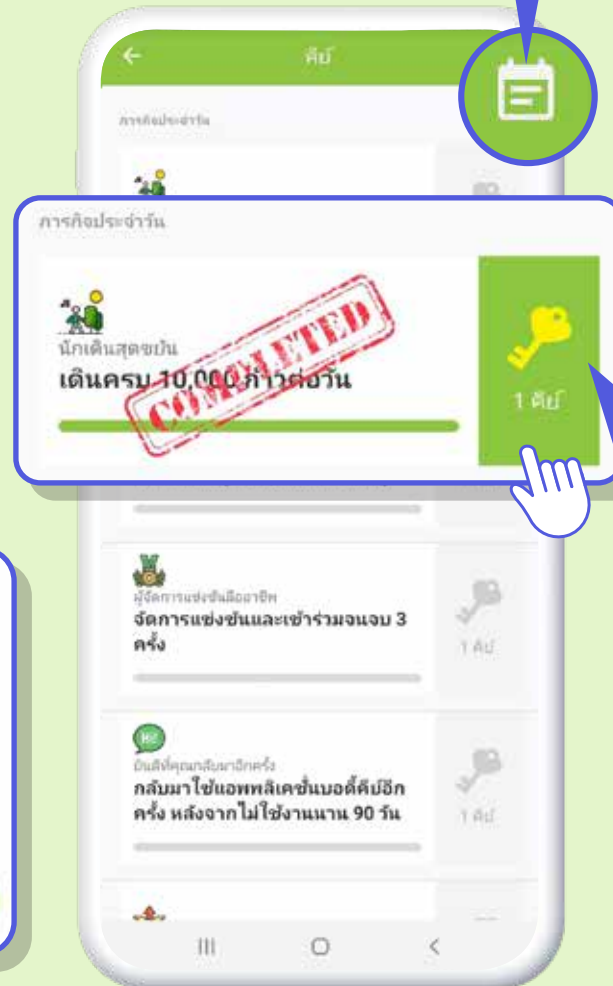 คีย์
ภารกิจประจำวัน
ภารกิจประจำวัน
นักเดินสุดขยัน
เดินครบ 10,000 ก้าวต่อวัน
COMPLETED
1 คีย์
ผู้จัดการแข่งขันมืออาชีพ
จัดการแข่งขันและเข้าร่วมจนจบ 3
ครั้ง
1 คีย์
Hi!
ยินดีที่คุณกลับมาอีกครั้ง
กลับมาใช้แอพพลิเคชั่นบอดี้คีย์อีก
ครั้ง หลังจากไม่ใช้งานนาน 90 วัน
1 คีย์